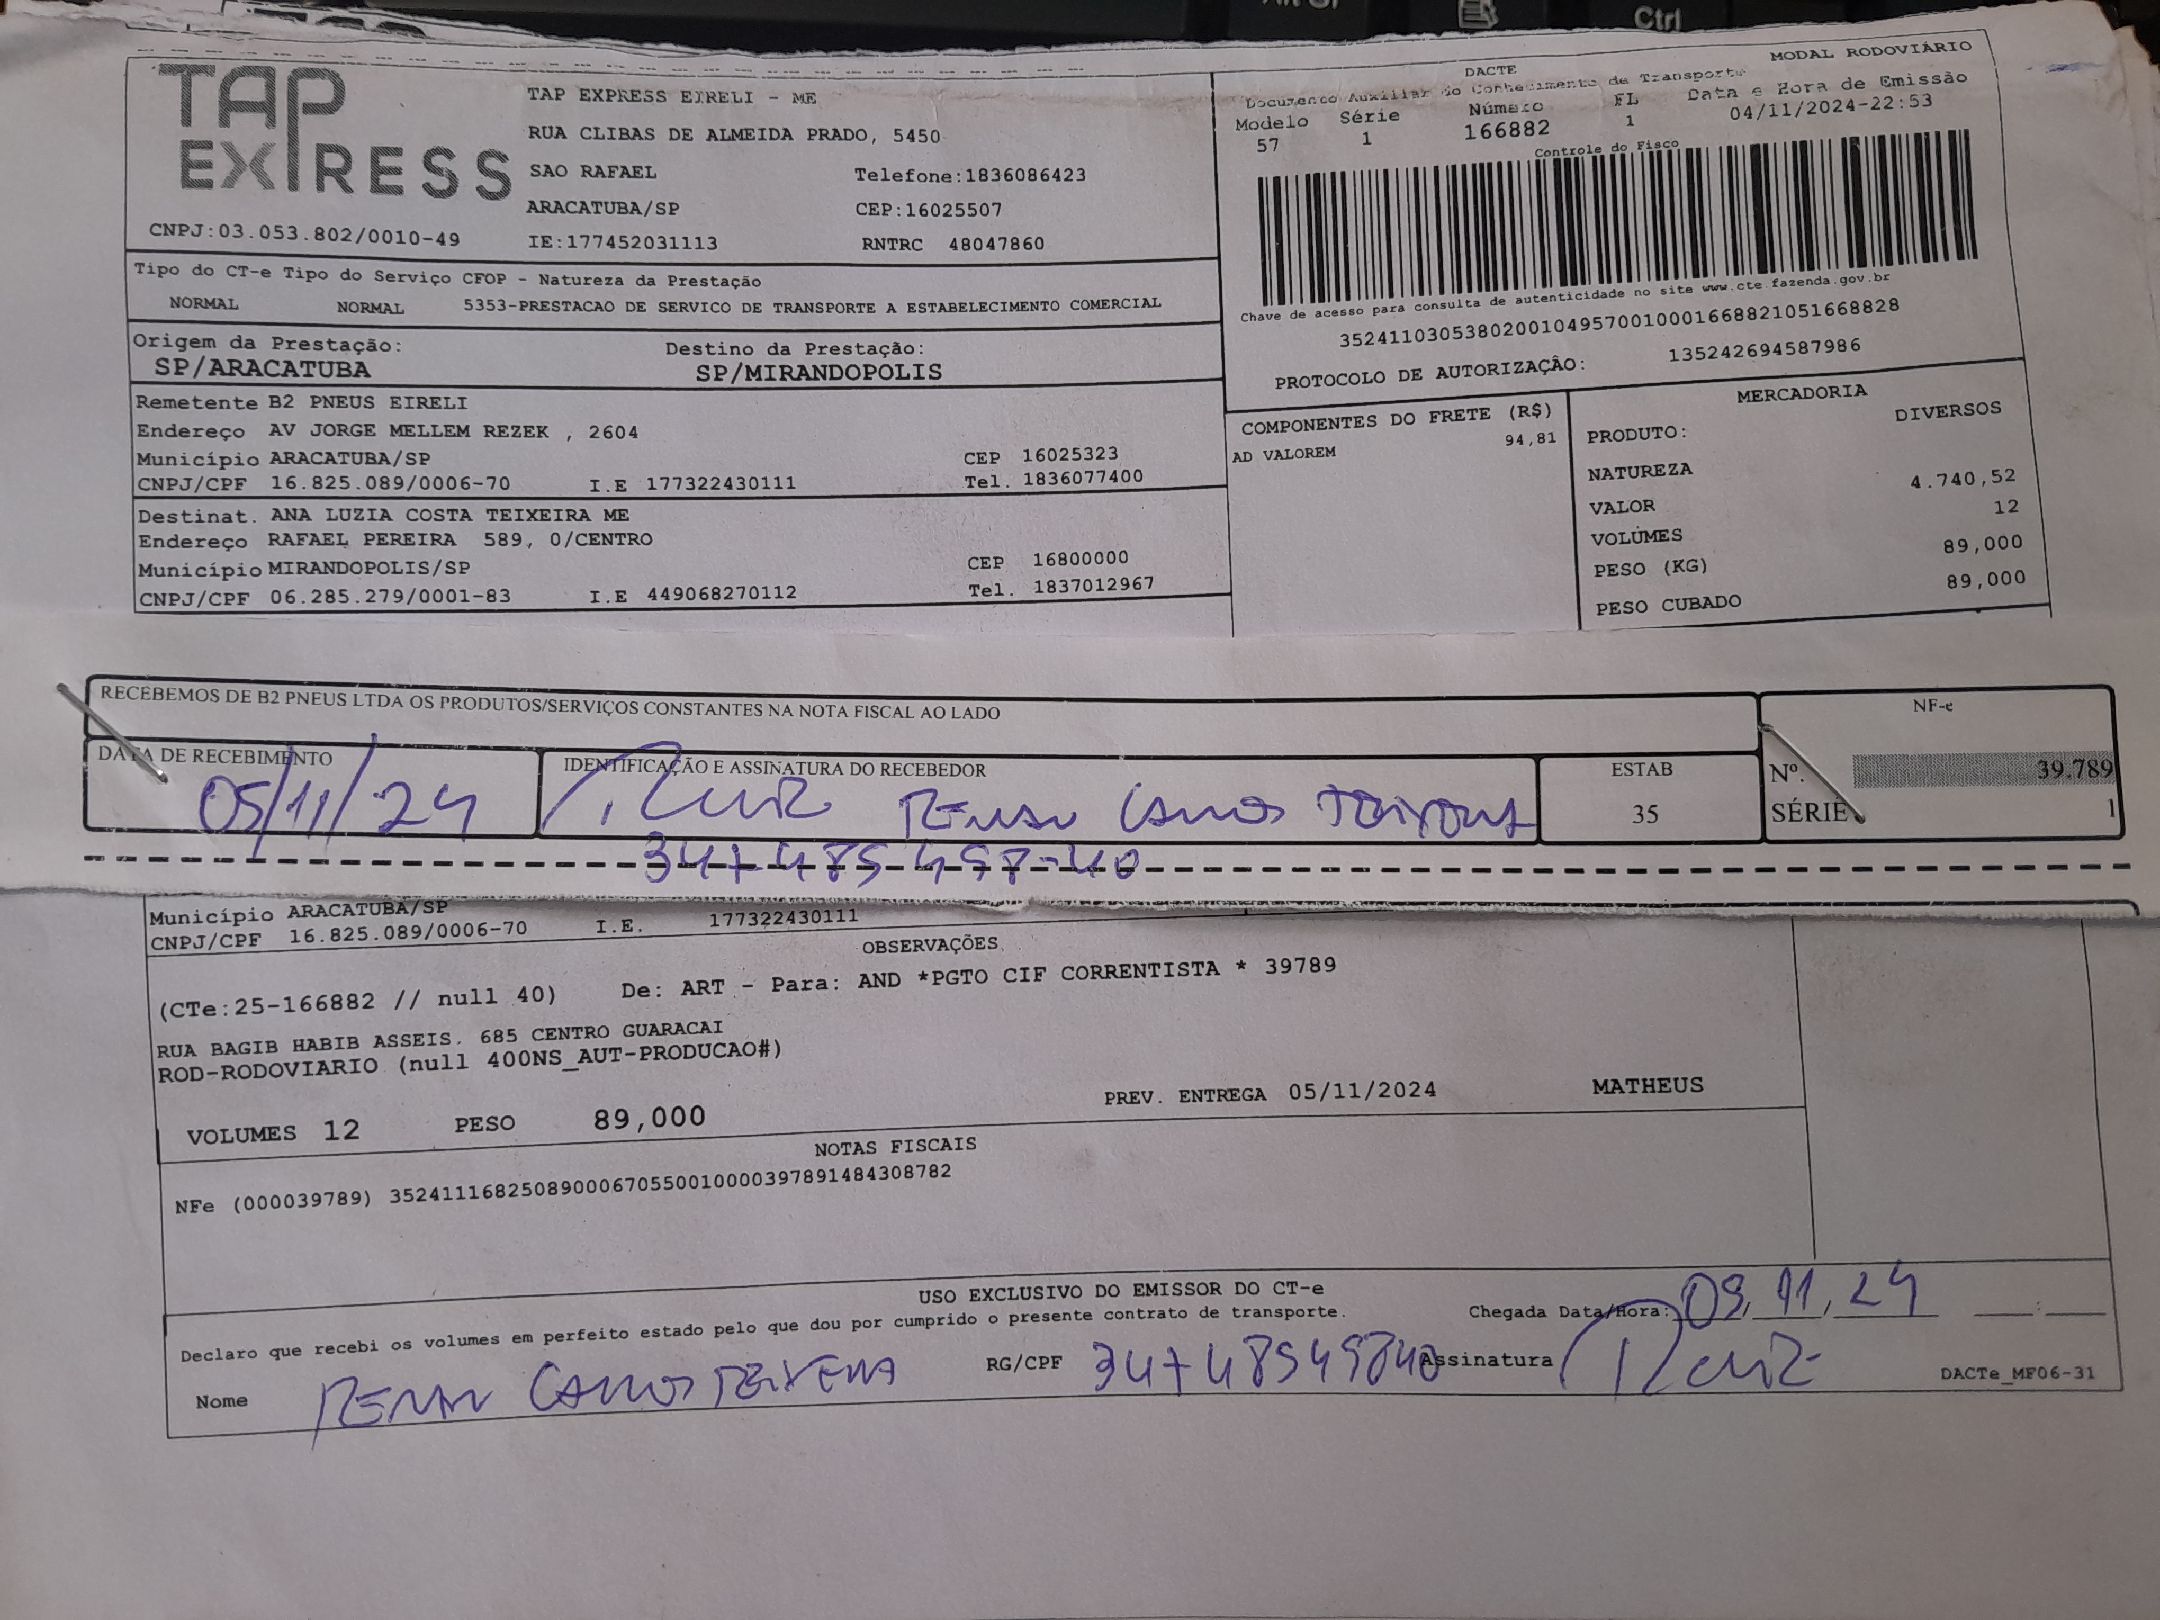 Ctrl
TAP EXPRESS
CNPJ:03.053.802/0010-49
TAP EXPRESS EIRELI - ME
RUA CLIBAS DE ALMEIDA PRADO, 5450
SAO RAFAEL Telefone:1836086423
ARACATUBA/SP CEP:16025507
IE:177452031113 RNTRC 48047860
MODAL RODOVIÁRIO
DACTE
Documento Auxiliar do Conhecimento de Transporte
Modelo Série Número FL Data e Hora de Emissão
57 1 166882 1 04/11/2024-22:53
Controle do Fisco
Chave de acesso para consulta de autenticidade no site www.cte.fazenda.gov.br
35241103053802001049570010001668821051668828
PROTOCOLO DE AUTORIZAÇÃO: 135242694587986
Tipo do CT-e Tipo do Serviço CFOP - Natureza da Prestação
NORMAL NORMAL 5353-PRESTACAO DE SERVICO DE TRANSPORTE A ESTABELECIMENTO COMERCIAL
Origem da Prestação: Destino da Prestação:
SP/ARACATUBA SP/MIRANDOPOLIS
Remetente B2 PNEUS EIRELI
Endereço AV JORGE MELLEM REZEK , 2604
Município ARACATUBA/SP CEP 16025323
CNPJ/CPF 16.825.089/0006-70 I.E 177322430111 Tel. 1836077400
Destinat. ANA LUZIA COSTA TEIXEIRA ME
Endereço RAFAEL PEREIRA 589, 0/CENTRO
Município MIRANDOPOLIS/SP CEP 16800000
CNPJ/CPF 06.285.279/0001-83 I.E 449068270112 Tel. 1837012967
COMPONENTES DO FRETE (R$)
AD VALOREM 94,81
MERCADORIA
PRODUTO: DIVERSOS
NATUREZA
VALOR 4.740,52
VOLUMES 12
PESO (KG) 89,000
PESO CUBADO 89,000
RECEBEMOS DE B2 PNEUS LTDA OS PRODUTOS/SERVIÇOS CONSTANTES NA NOTA FISCAL AO LADO
DATA DE RECEBIMENTO
05/11/24
IDENTIFICAÇÃO E ASSINATURA DO RECEBEDOR
Renan Carlos Teixeira
ESTAB
35
NF-e
Nº. 39.789
SÉRIE 1
Município ARACATUBA/SP
CNPJ/CPF 16.825.089/0006-70 I.E. 177322430111
OBSERVAÇÕES
(CTe:25-166882 // null 40) De: ART - Para: AND *PGTO CIF CORRENTISTA * 39789
RUA BAGIB HABIB ASSEIS, 685 CENTRO GUARACAI
ROD-RODOVIARIO (null 400NS_AUT-PRODUCAO#)
PREV. ENTREGA 05/11/2024 MATHEUS
VOLUMES 12 PESO 89,000
NOTAS FISCAIS
NFe (000039789) 35241116825089000670550010000397891484308782
USO EXCLUSIVO DO EMISSOR DO CT-e
Declaro que recebi os volumes em perfeito estado pelo que dou por cumprido o presente contrato de transporte. Chegada Data/Hora:
Nome Renan Carlos Teixeira RG/CPF 34748549840 Assinatura
DACTe_MF06-31